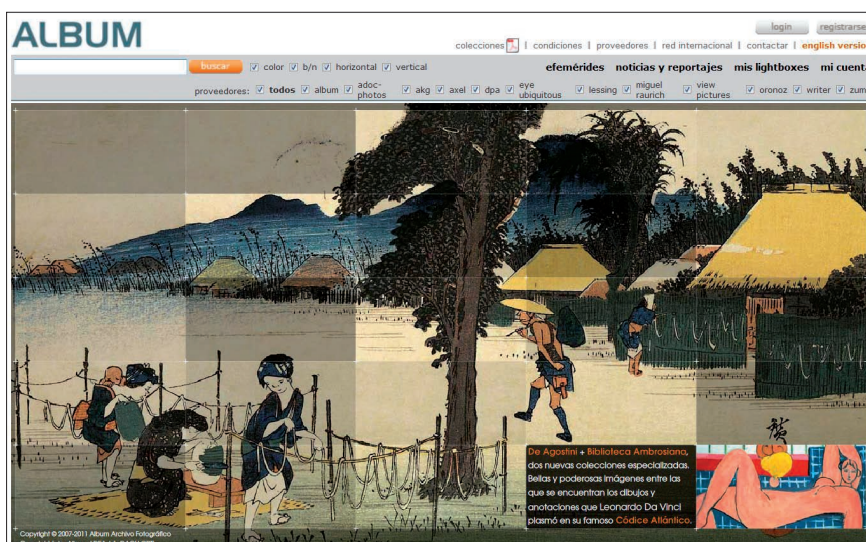 ALBUM
login registrarse
colecciones | condiciones | proveedores | red internacional | contactar | english versio
buscar color b/n horizontal vertical
efemérides noticias y reportajes mis lightboxes mi cuent
proveedores: todos album adoc-photos akg axel dpa eye ubiquitous lessing miguel raurich view pictures oronoz writer zum
賀
De Agostini + Biblioteca Ambrosiana,
dos nuevas colecciones especializadas.
Bellas y poderosas imágenes entre las
que se encuentran los dibujos y
anotaciones que Leonardo Da Vinci
plasmó en su famoso Códice Atlántico.
Copyright © 2007-2011 Album Archivo Fotográfico